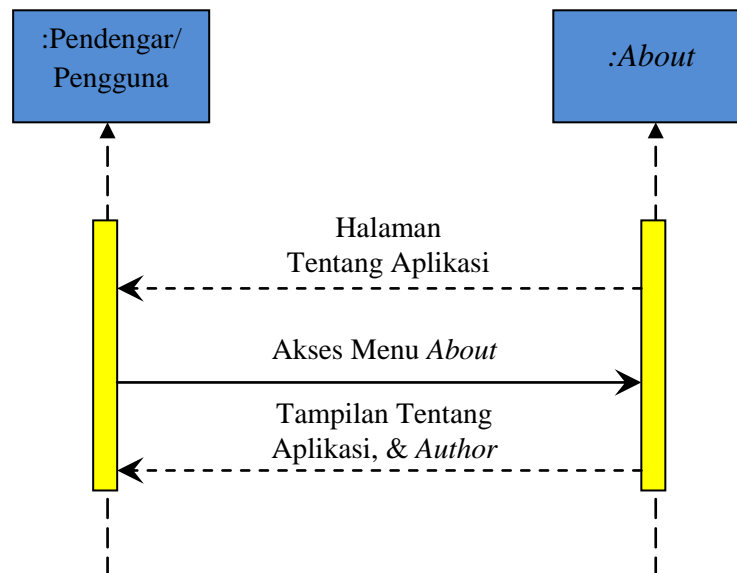 :Pendengar/
Pengguna
:About
Halaman
Tentang Aplikasi
Akses Menu About
Tampilan Tentang
Aplikasi, & Author